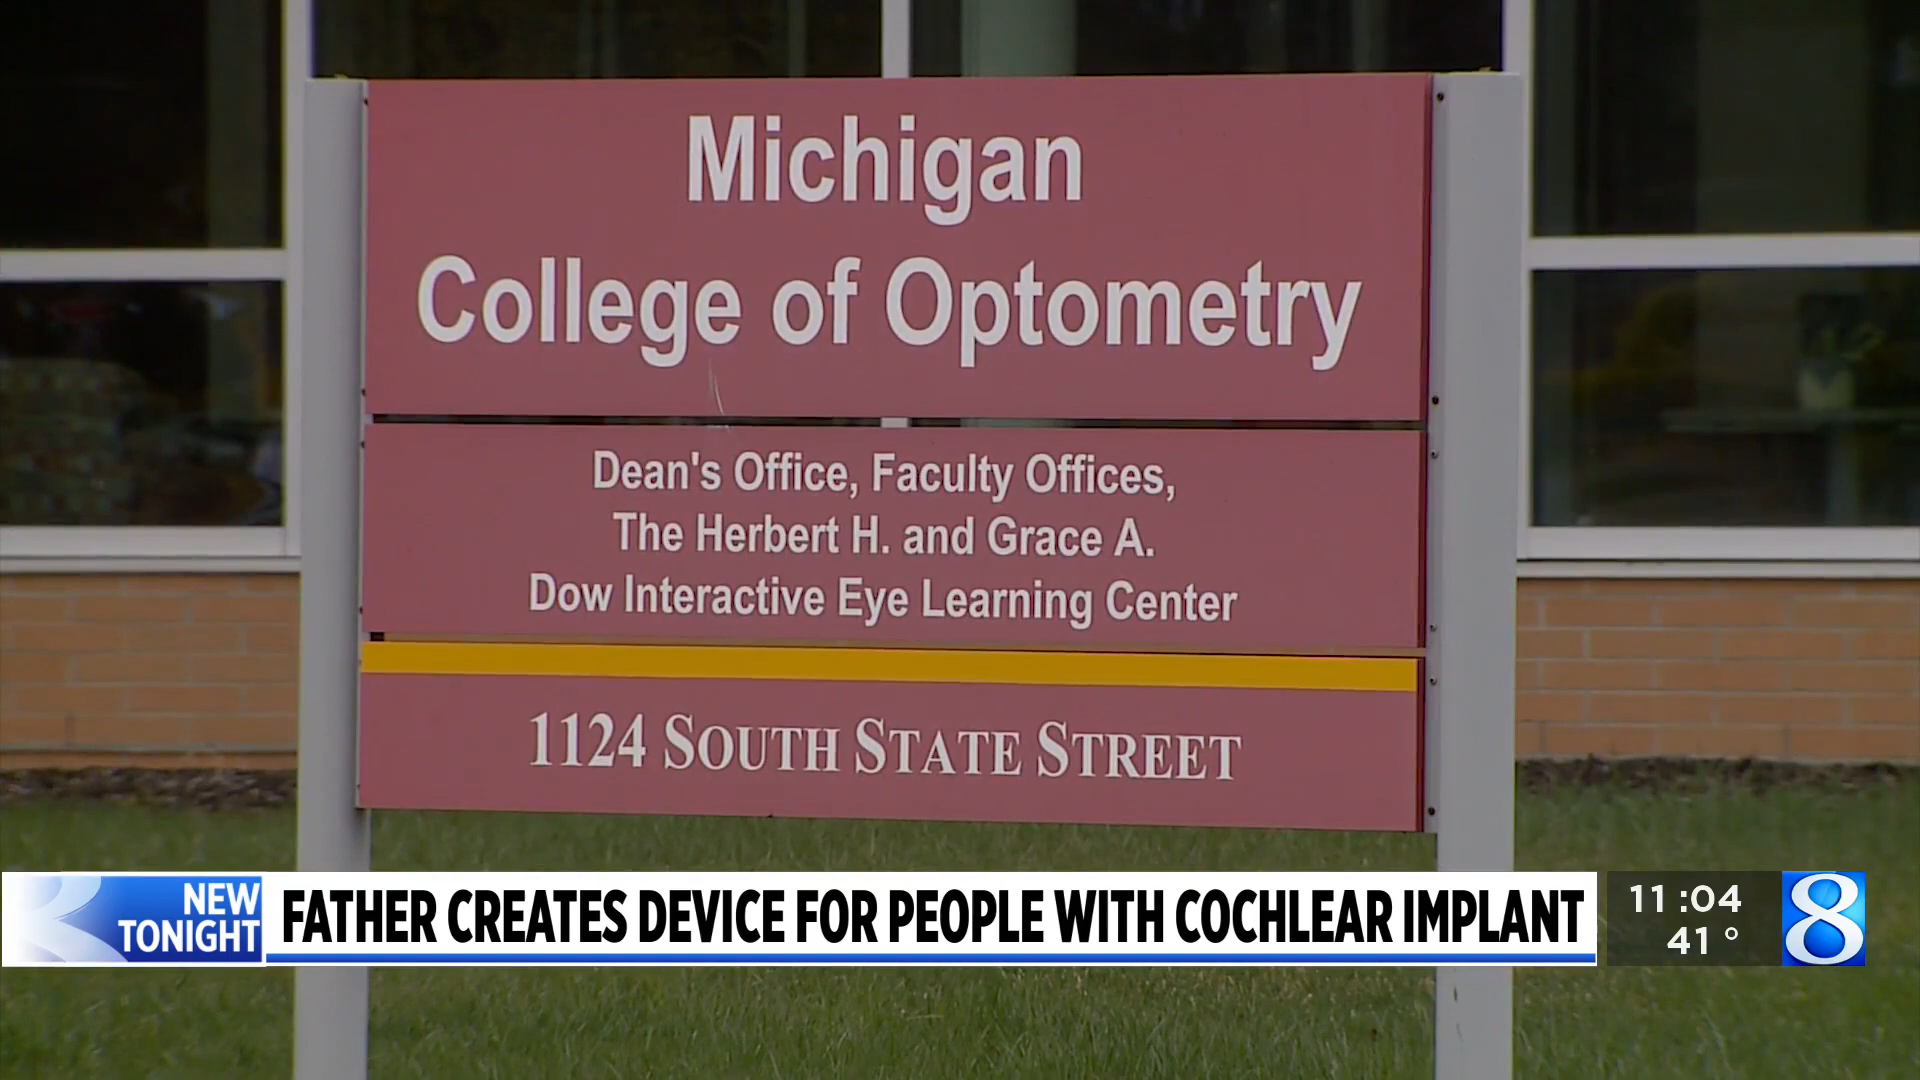 Michigan
College of Optometry
Dean's Office, Faculty Offices,
The Herbert H. and Grace A.
Dow Interactive Eye Learning Center
1124 SOUTH STATE STREET
NEW
TONIGHT
FATHER CREATES DEVICE FOR PEOPLE WITH COCHLEAR IMPLANT
11:04
41°
8